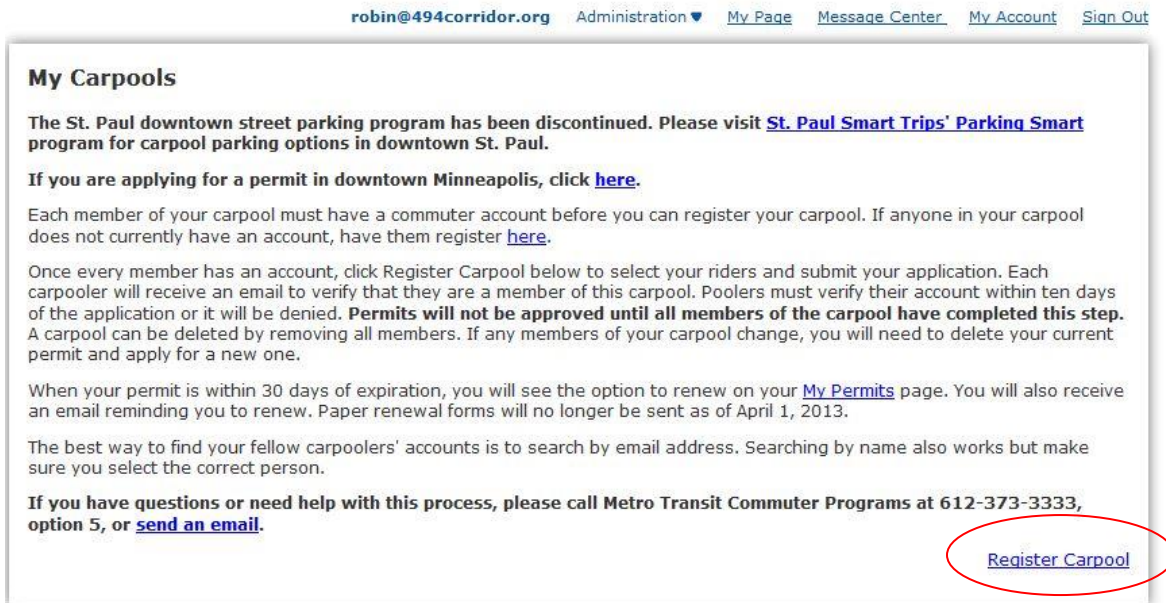 robin@494corridor.org Administration ▼ My Page Message Center My Account Sign Out
My Carpools
The St. Paul downtown street parking program has been discontinued. Please visit St. Paul Smart Trips' Parking Smart
program for carpool parking options in downtown St. Paul.
If you are applying for a permit in downtown Minneapolis, click here.
Each member of your carpool must have a commuter account before you can register your carpool. If anyone in your carpool
does not currently have an account, have them register here.
Once every member has an account, click Register Carpool below to select your riders and submit your application. Each
carpooler will receive an email to verify that they are a member of this carpool. Poolers must verify their account within ten days
of the application or it will be denied. Permits will not be approved until all members of the carpool have completed this step.
A carpool can be deleted by removing all members. If any members of your carpool change, you will need to delete your current
permit and apply for a new one.
When your permit is within 30 days of expiration, you will see the option to renew on your My Permits page. You will also receive
an email reminding you to renew. Paper renewal forms will no longer be sent as of April 1, 2013.
The best way to find your fellow carpoolers' accounts is to search by email address. Searching by name also works but make
sure you select the correct person.
If you have questions or need help with this process, please call Metro Transit Commuter Programs at 612-373-3333,
option 5, or send an email.
Register Carpool